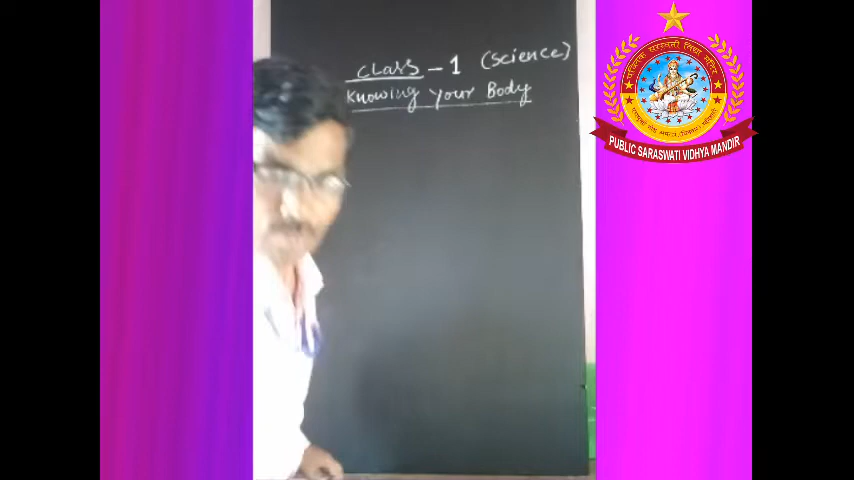 Class - 1 (Science)
Knowing your Body
PUBLIC SARASWATI VIDHYA MANDIR